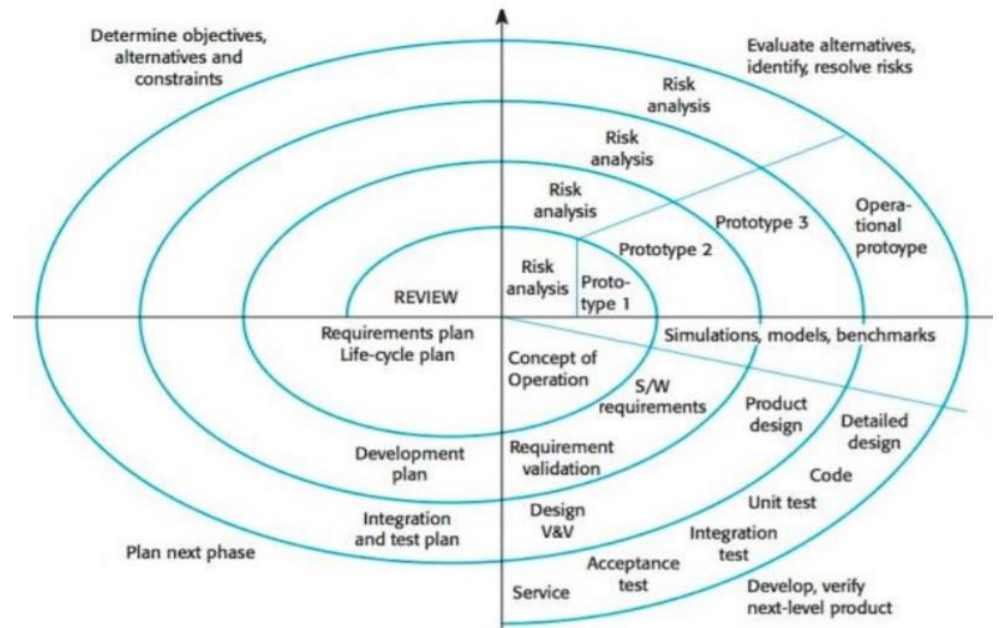 Determine objectives,
alternatives and
constraints
Evaluate alternatives,
identify, resolve risks
Risk
analysis
Risk
analysis
Risk
analysis
Risk
analysis
Proto-
type 1
Prototype 2
Prototype 3
Opera-
tional
protoype
REVIEW
Requirements plan
Life-cycle plan
Simulations, models, benchmarks
Concept of
Operation
S/W
requirements
Product
design
Detailed
design
Development
plan
Requirement
validation
Code
Unit test
Integration
and test plan
Design
V&V
Integration
test
Acceptance
test
Service
Plan next phase
Develop, verify
next-level product